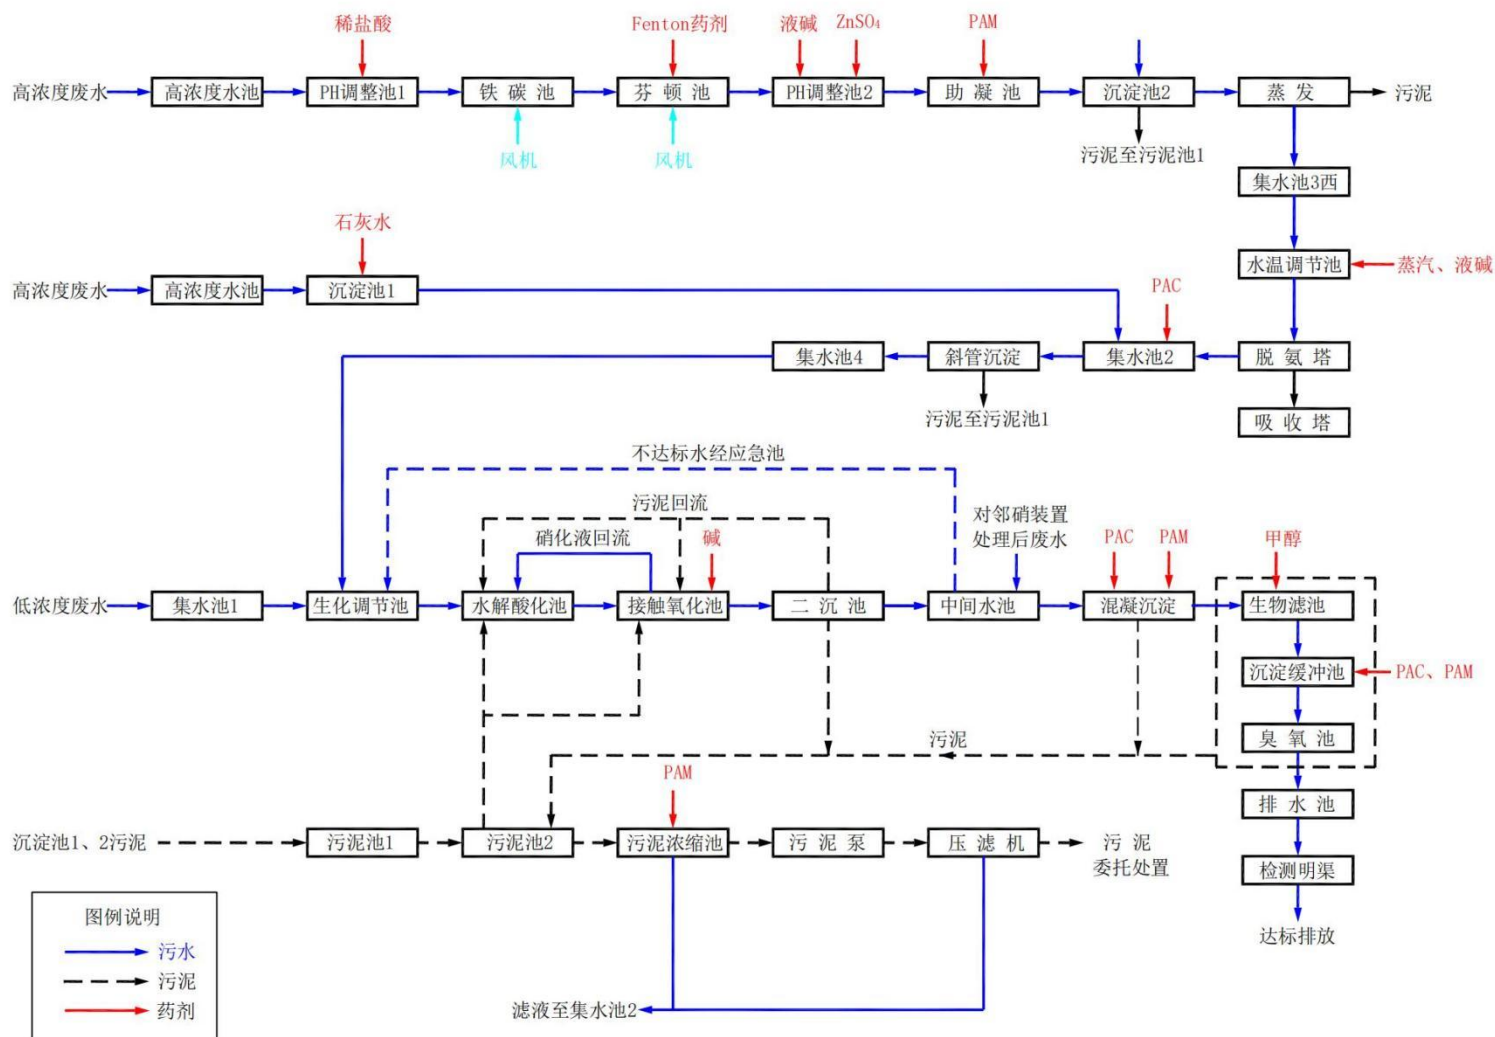 稀盐酸
Fenton药剂
液碱
ZnSO₄
PAM
高浓度废水
高浓度水池
PH调整池1
铁碳池
芬顿池
PH调整池2
助凝池
沉淀池2
蒸发
污泥
风机
风机
污泥至污泥池1
集水池3西
石灰水
水温调节池
蒸汽、液碱
高浓度废水
高浓度水池
沉淀池1
PAC
集水池4
斜管沉淀
集水池2
脱氨塔
污泥至污泥池1
吸收塔
不达标水经应急池
污泥回流
对邻硝装置
处理后废水
硝化液回流
碱
PAC
PAM
甲醇
低浓度废水
集水池1
生化调节池
水解酸化池
接触氧化池
二沉池
中间水池
混凝沉淀
生物滤池
沉淀缓冲池
PAC、PAM
污泥
臭氧池
PAM
排水池
沉淀池1、2污泥
污泥池1
污泥池2
污泥浓缩池
污泥泵
压滤机
污泥
委托处置
检测明渠
达标排放
图例说明
污水
污泥
药剂
滤液至集水池2